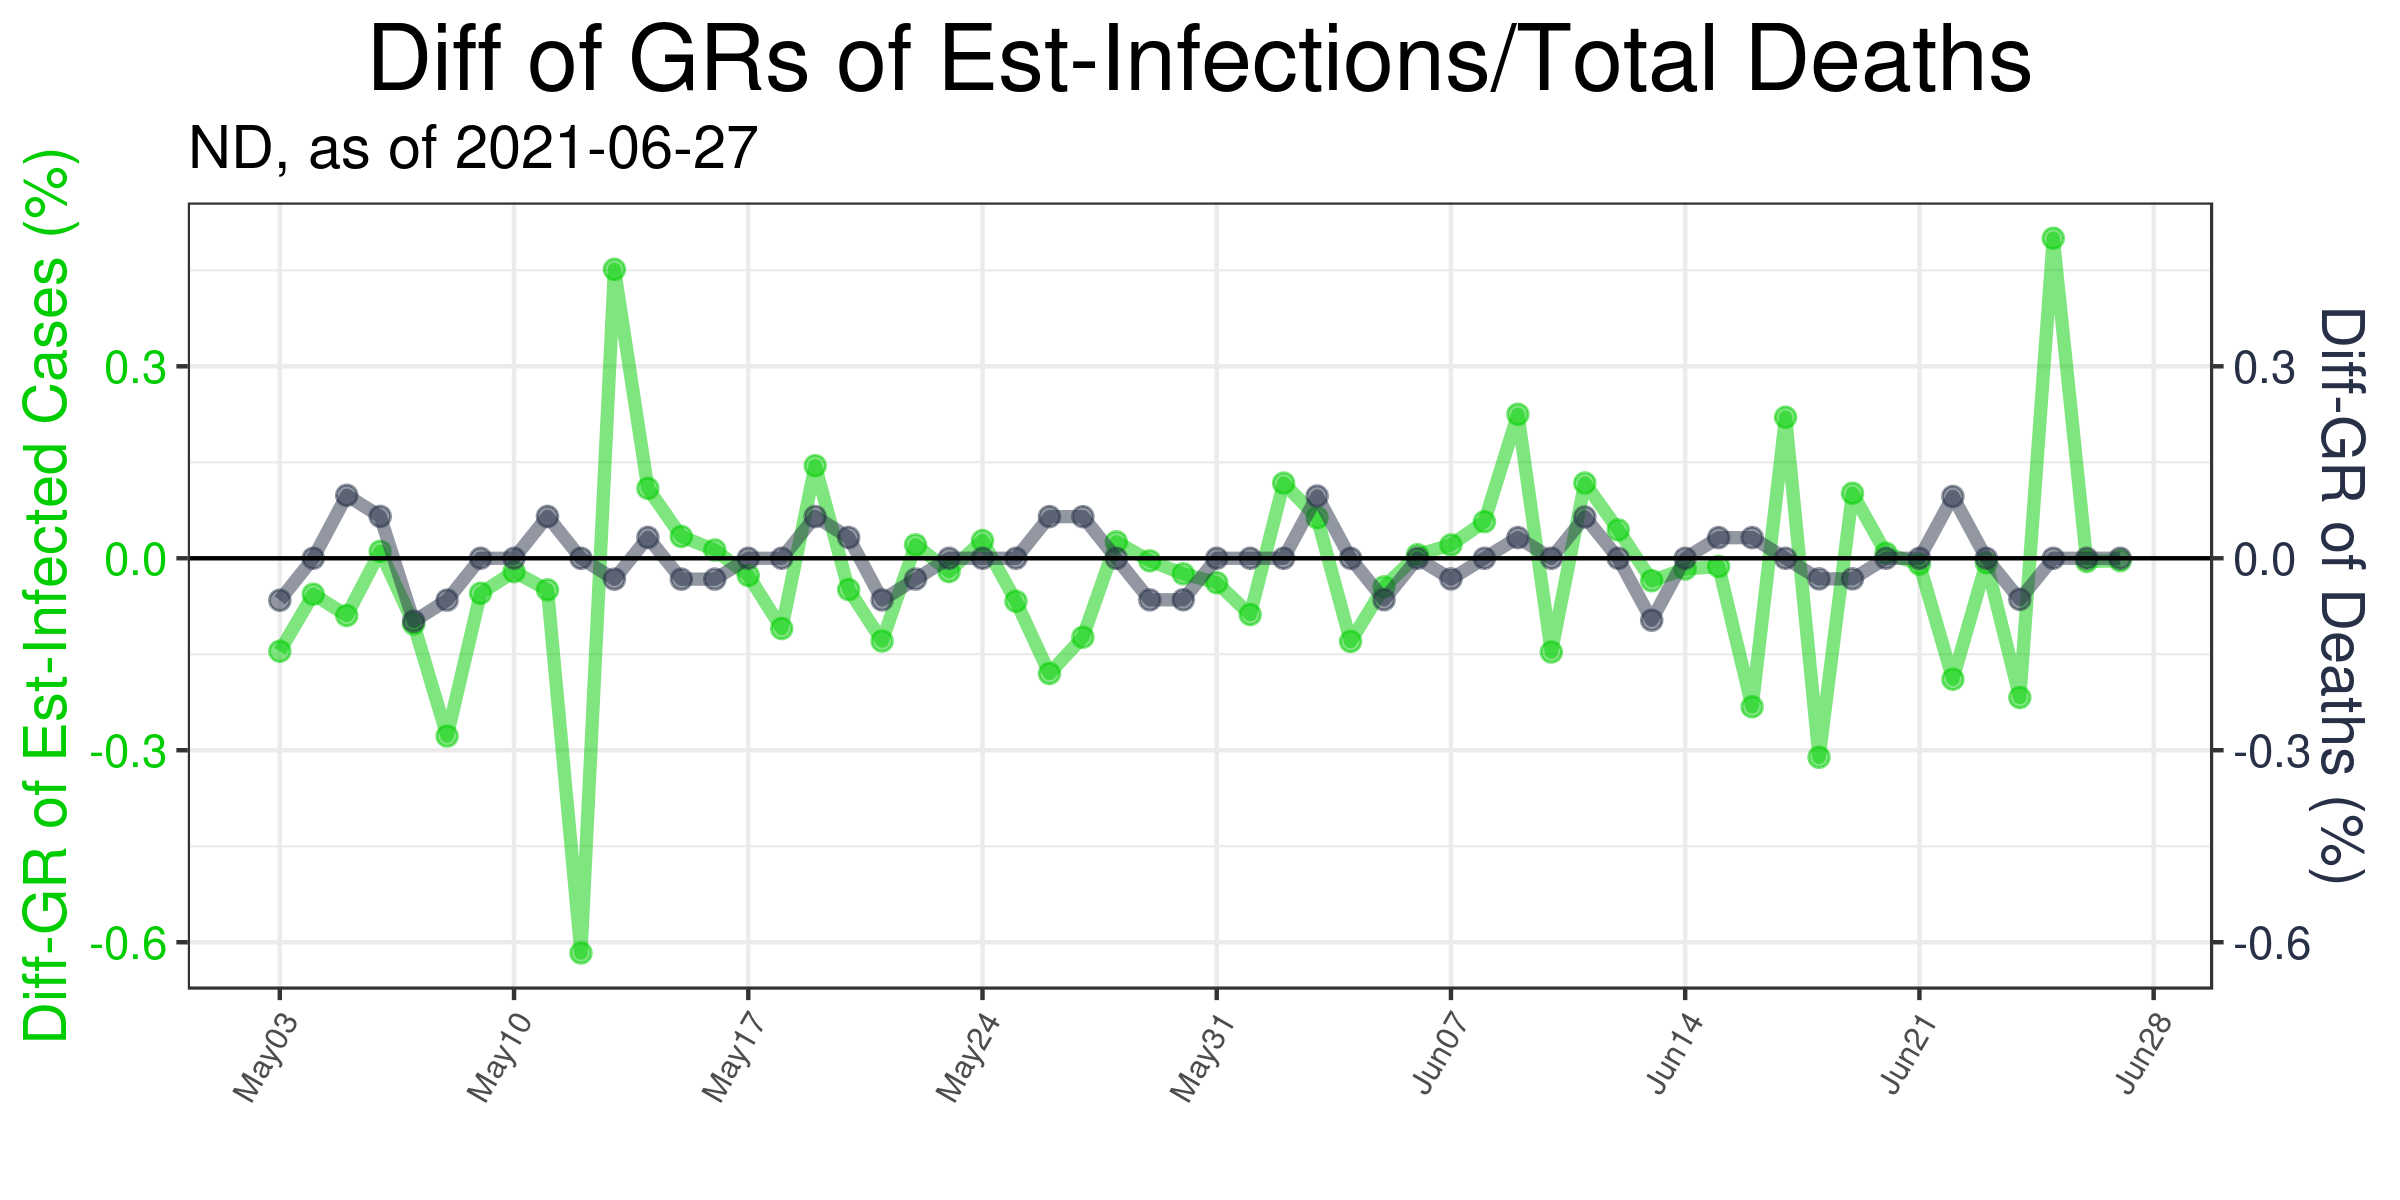 Diff of GRs of Est-Infections/Total Deaths
ND, as of 2021-06-27
Diff-GR of Est-Infected Cases (%)
0.3
0.0
-0.3
-0.6
0.3
0.0
-0.3
-0.6
Diff-GR of Deaths (%)
May03
May10
May17
May24
May31
Jun07
Jun14
Jun21
Jun28